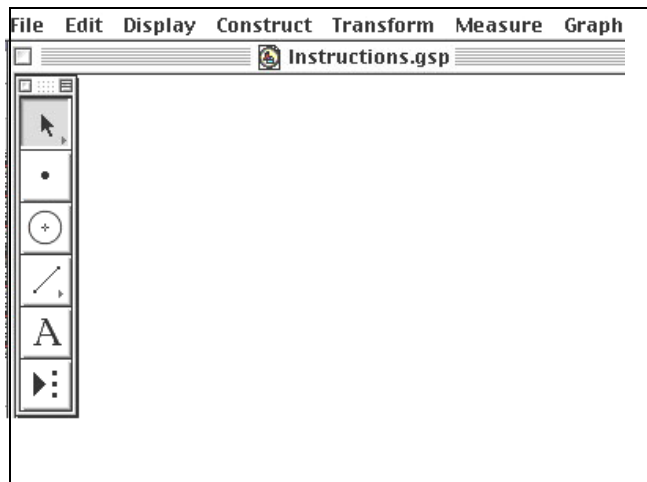 File Edit Display Construct Transform Measure Graph
Instructions.gsp
A